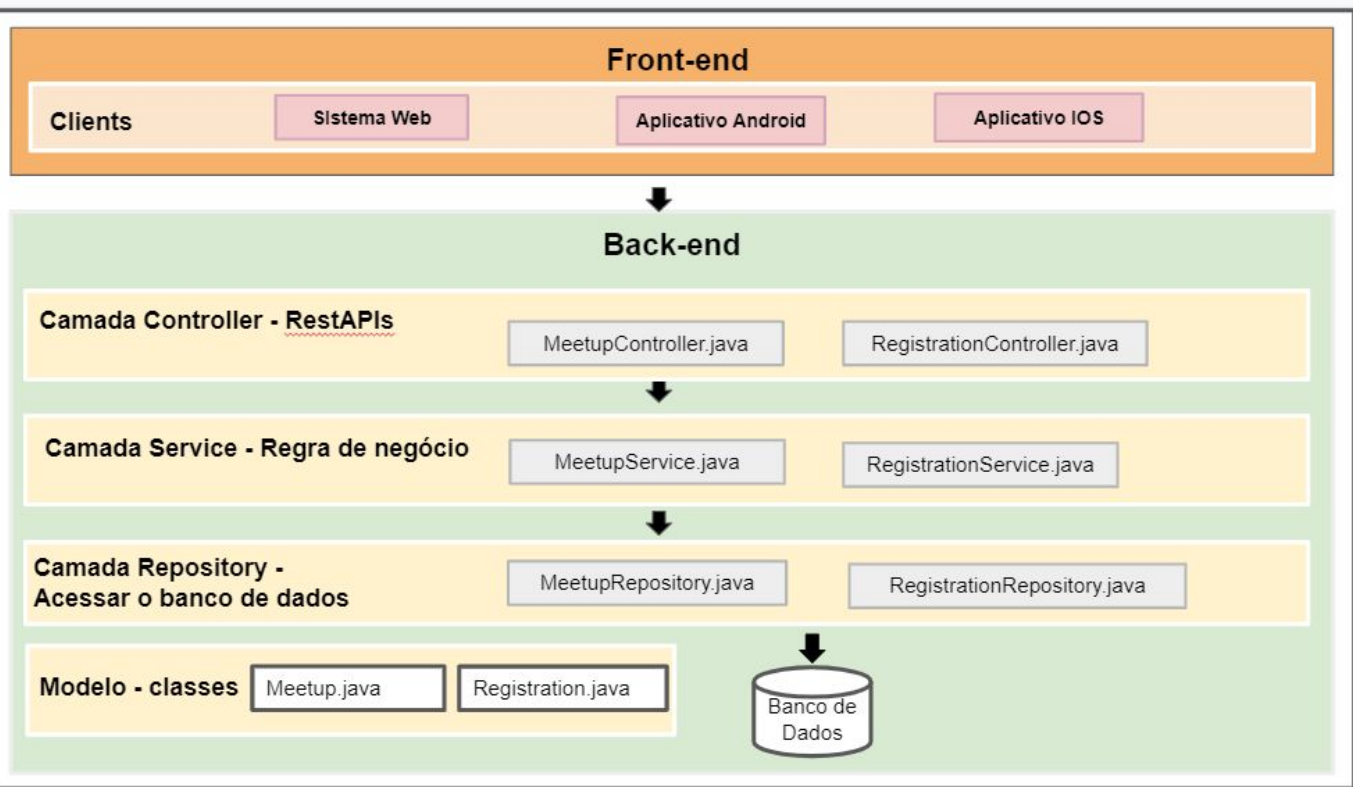 Front-end
Clients
SIstema Web
Aplicativo Android
Aplicativo IOS
Back-end
Camada Controller - RestAPIs
MeetupController.java
RegistrationController.java
Camada Service - Regra de negócio
MeetupService.java
RegistrationService.java
Camada Repository -
Acessar o banco de dados
MeetupRepository.java
RegistrationRepository.java
Modelo - classes
Meetup.java
Registration.java
Banco de
Dados